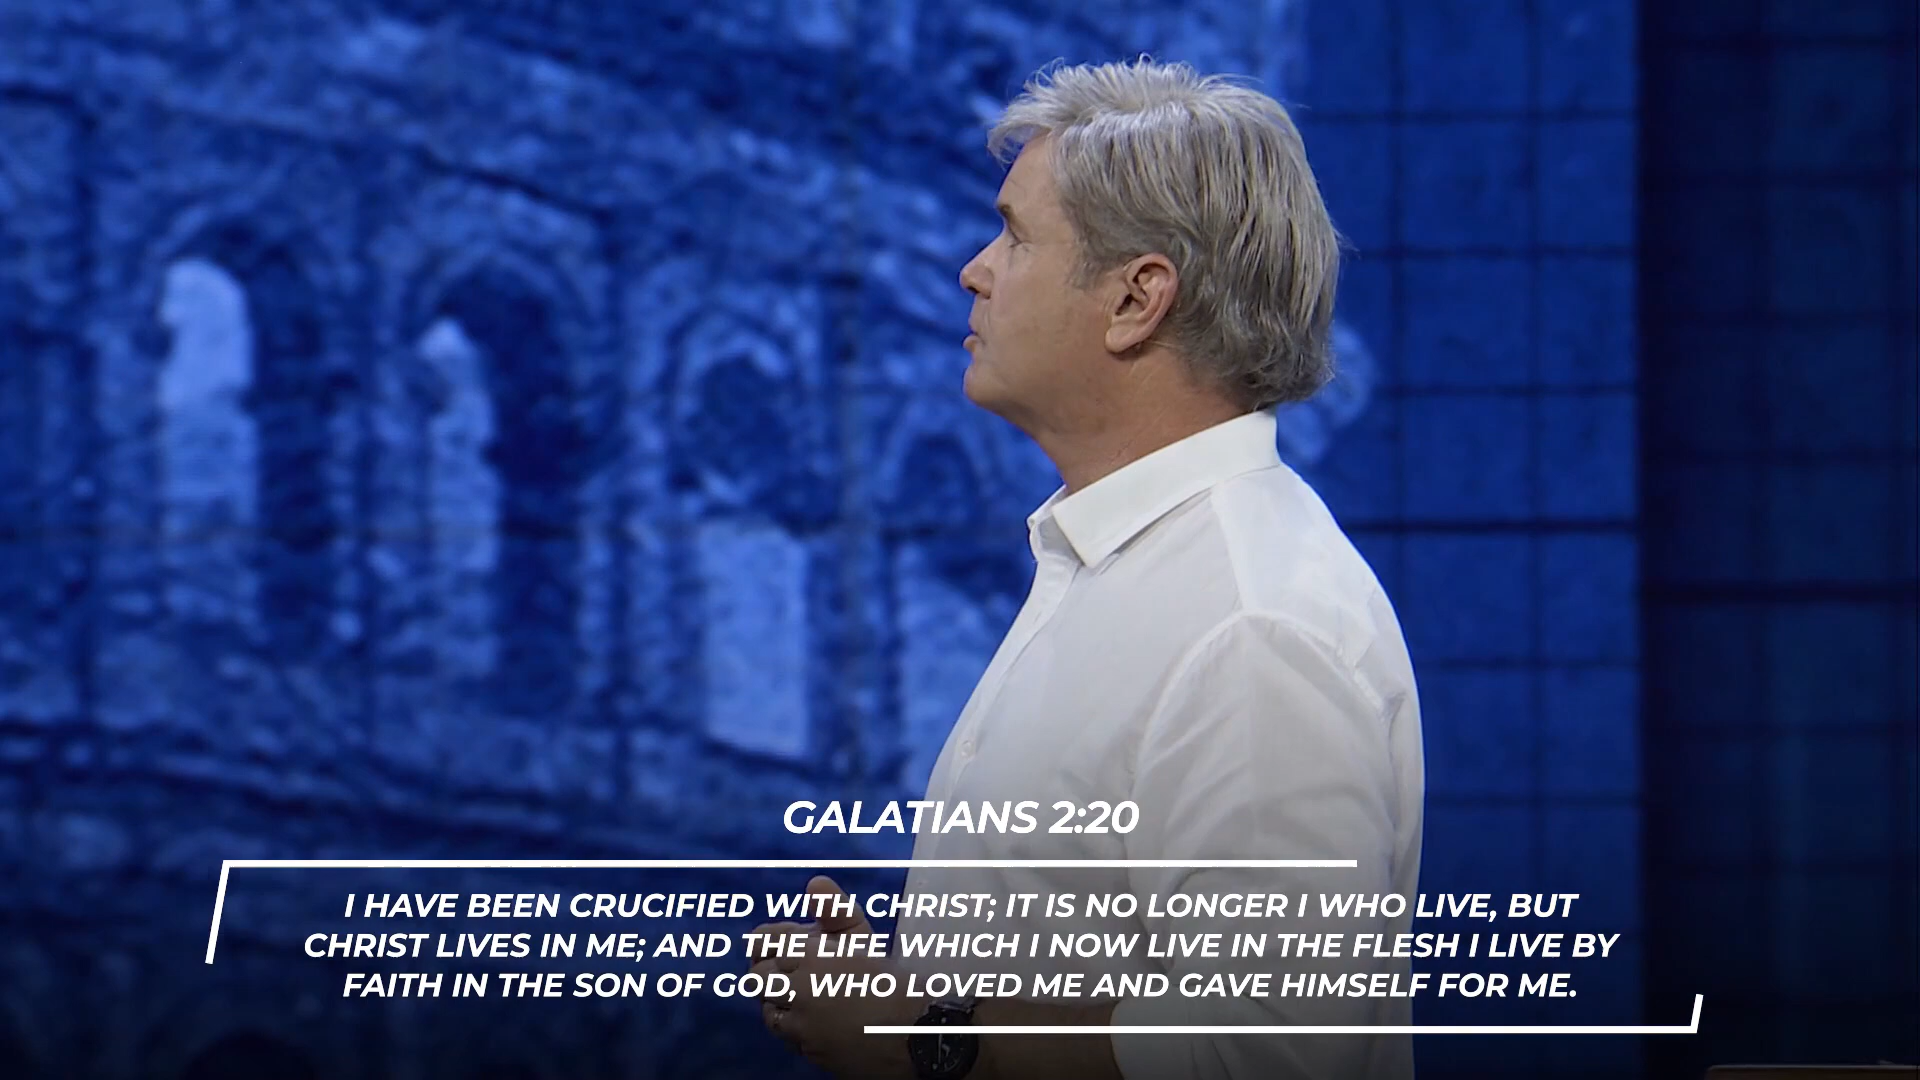 GALATIANS 2:20
I HAVE BEEN CRUCIFIED WITH CHRIST; IT IS NO LONGER I WHO LIVE, BUT
CHRIST LIVES IN ME; AND THE LIFE WHICH I NOW LIVE IN THE FLESH I LIVE BY
FAITH IN THE SON OF GOD, WHO LOVED ME AND GAVE HIMSELF FOR ME.